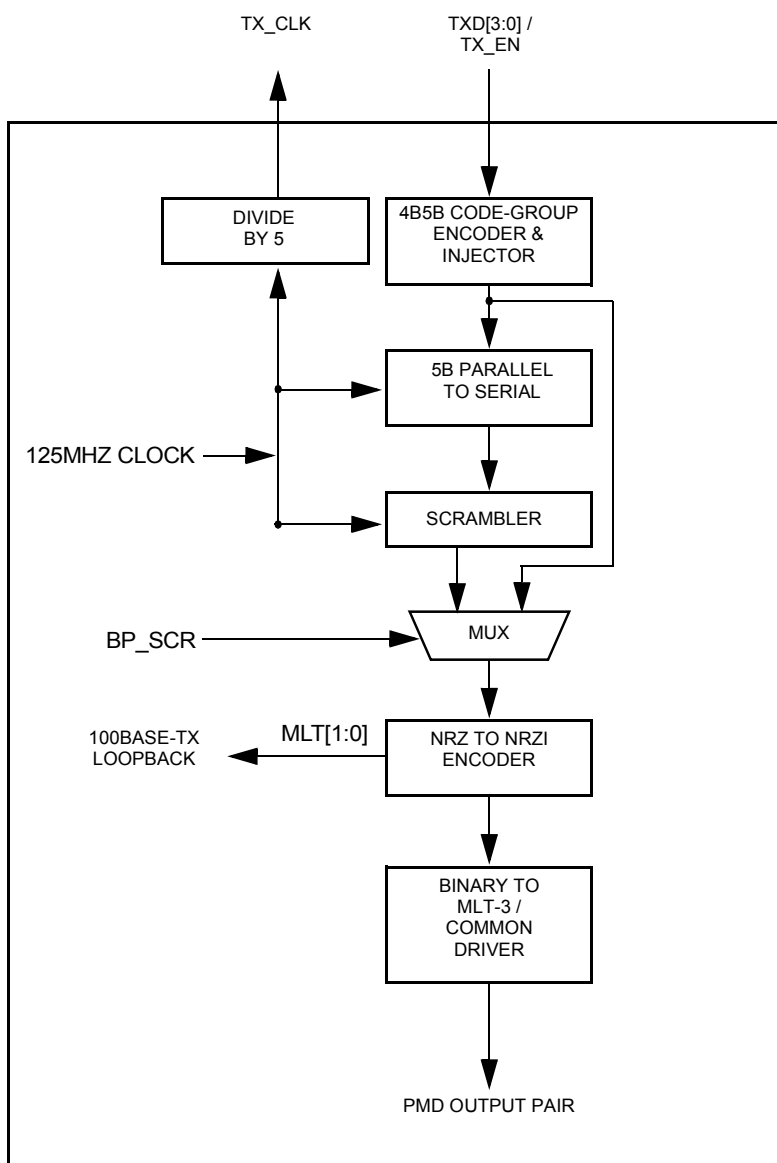 TX_CLK
TXD[3:0] /
TX_EN
DIVIDE
BY 5
4B5B CODE-GROUP
ENCODER &
INJECTOR
5B PARALLEL
TO SERIAL
125MHZ CLOCK
SCRAMBLER
BP_SCR
MUX
100BASE-TX
LOOPBACK
MLT[1:0]
NRZ TO NRZI
ENCODER
BINARY TO
MLT-3 /
COMMON
DRIVER
PMD OUTPUT PAIR